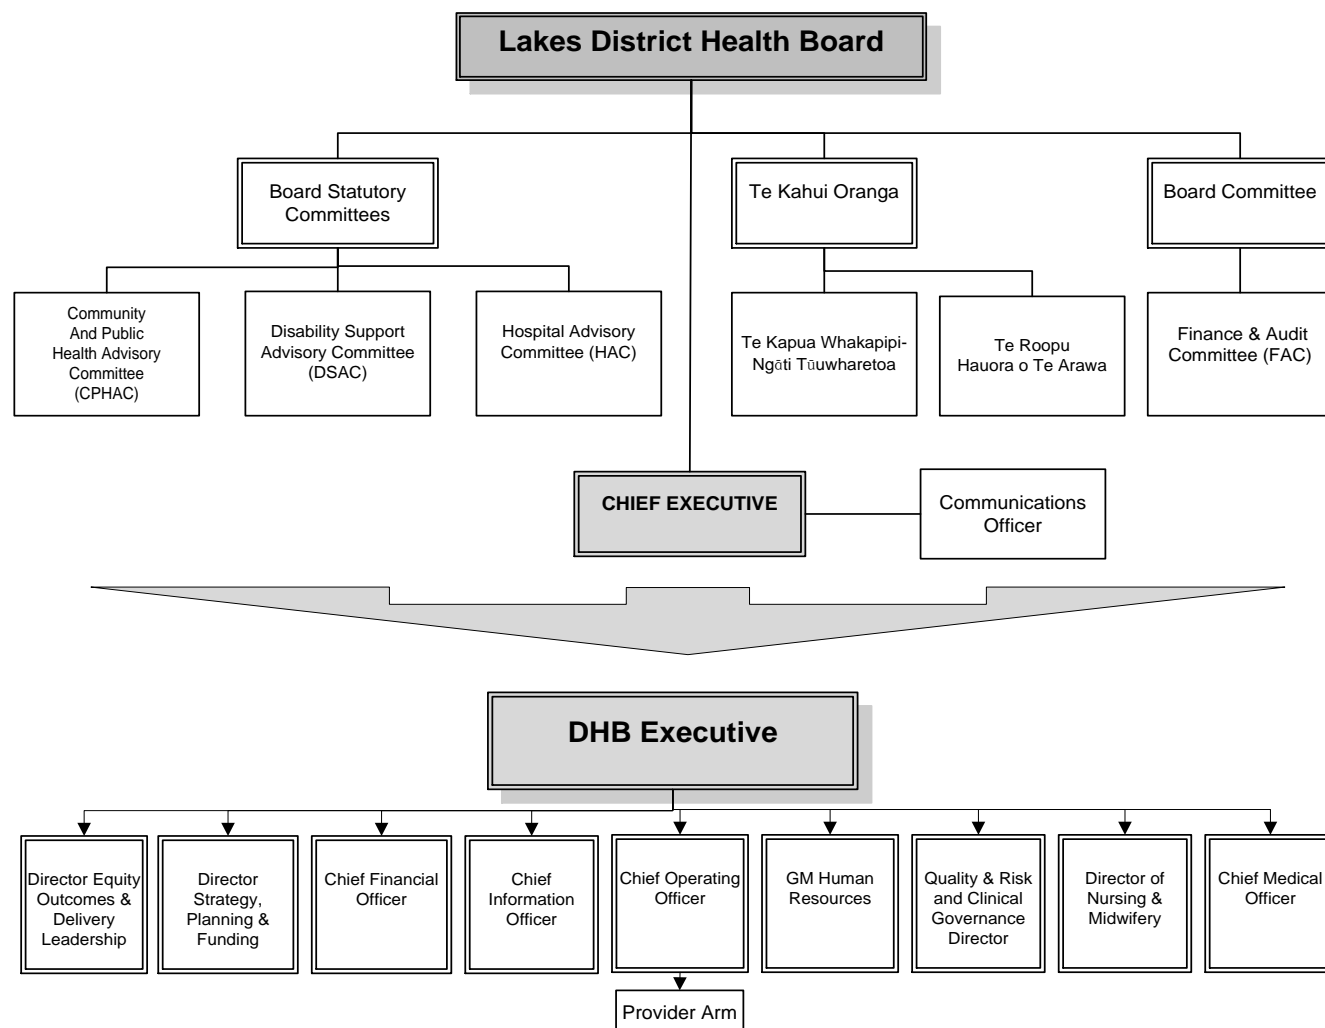 Lakes District Health Board
Board Statutory
Committees
Te Kahui Oranga
Board Committee
Community
And Public
Health Advisory
Committee
(CPHAC)
Disability Support
Advisory Committee
(DSAC)
Hospital Advisory
Committee (HAC)
Te Kapua Whakapipi-
Ngāti Tūuwharetoa
Te Roopu
Hauora o Te Arawa
Finance & Audit
Committee (FAC)
CHIEF EXECUTIVE
Communications
Officer
DHB Executive
Director Equity
Outcomes &
Delivery
Leadership
Director
Strategy,
Planning &
Funding
Chief Financial
Officer
Chief
Information
Officer
Chief Operating
Officer
GM Human
Resources
Quality & Risk
and Clinical
Governance
Director
Director of
Nursing &
Midwifery
Chief Medical
Officer
Provider Arm